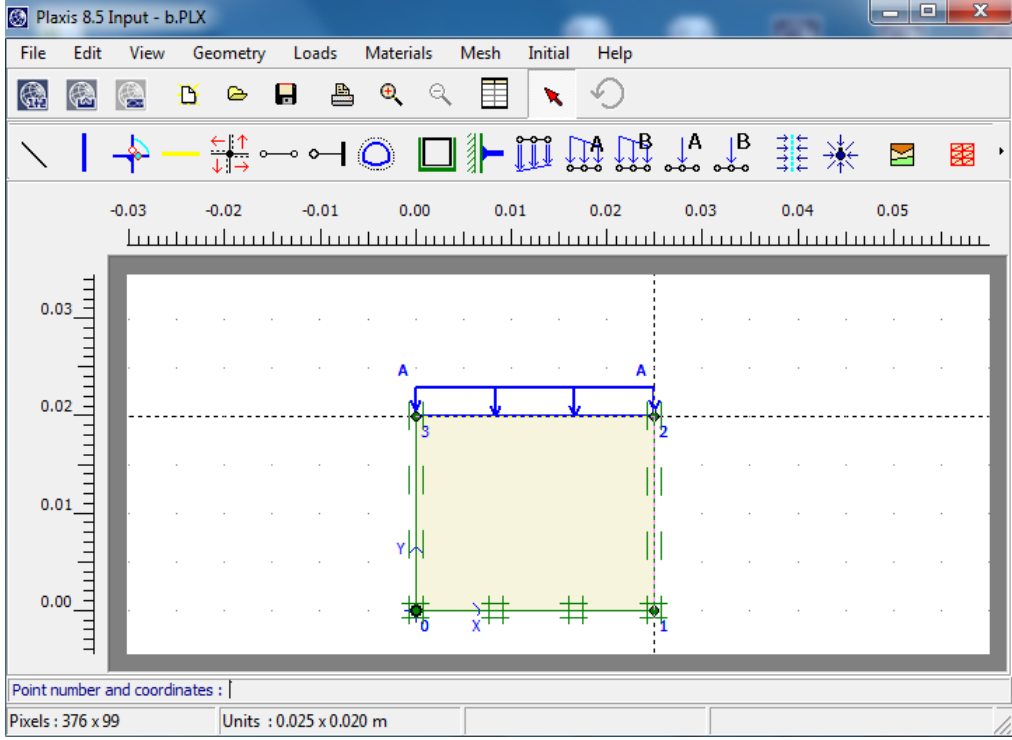 Plaxis 8.5 Input - b.PLX
File Edit View Geometry Loads Materials Mesh Initial Help
A B A B
-0.03 -0.02 -0.01 0.00 0.01 0.02 0.03 0.04 0.05
0.03
A A
0.02
3 2
0.01
Y
0.00
0 X 1
Point number and coordinates :
Pixels : 376 x 99 Units : 0.025 x 0.020 m